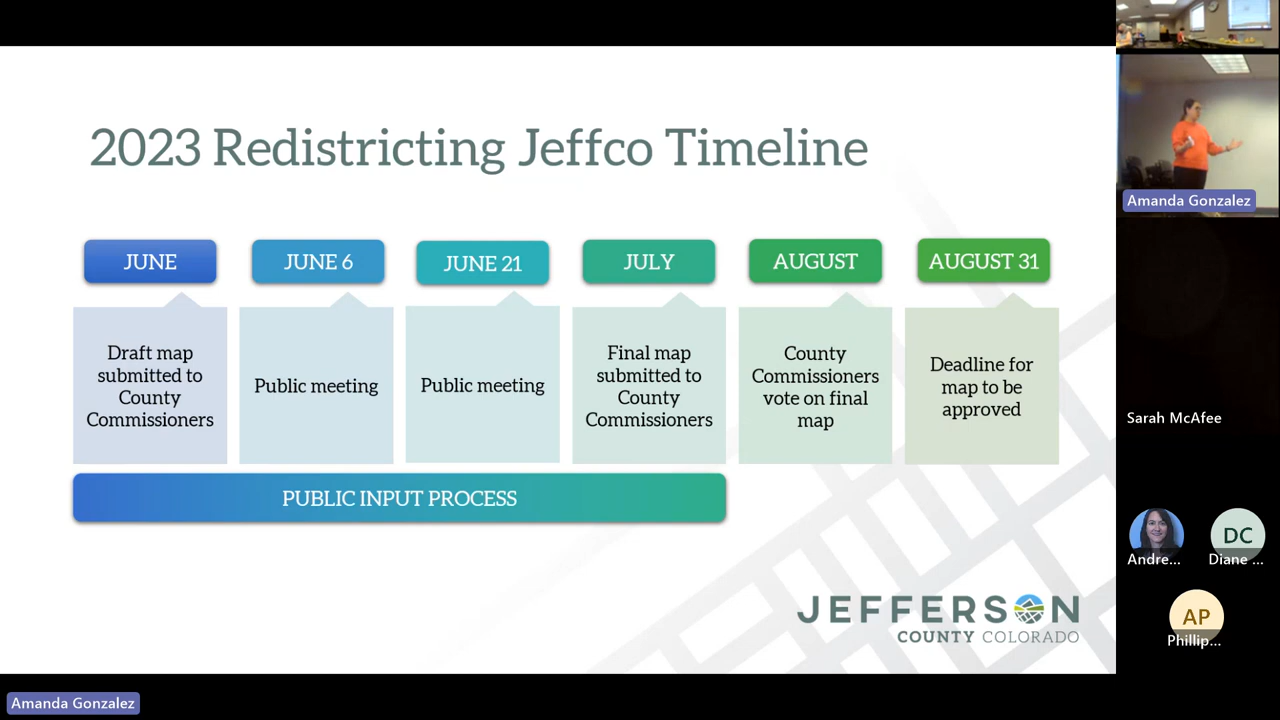 2023 Redistricting Jeffco Timeline
JUNE
JUNE 6
JUNE 21
JULY
AUGUST
AUGUST 31
Draft map
submitted to
County
Commissioners
Public meeting
Public meeting
Final map
submitted to
County
Commissioners
County
Commissioners
vote on final
map
Deadline for
map to be
approved
PUBLIC INPUT PROCESS
JEFFERSON
COUNTY COLORADO
Amanda Gonzalez
Sarah McAfee
Andre...
DC
Diane ...
AP
Phillip...
Amanda Gonzalez